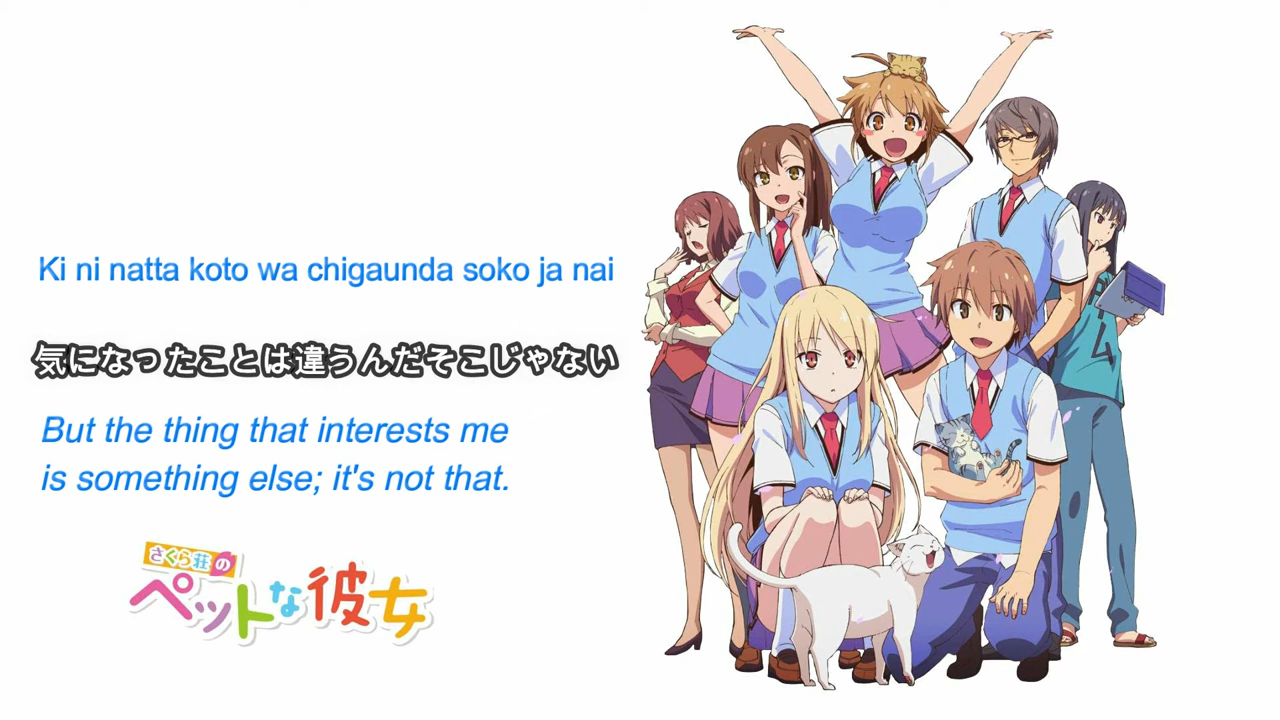 Ki ni natta koto wa chigaunda soko ja nai
気になったことは違うんだそこじゃない
But the thing that interests me
is something else; it's not that.
さくら荘の
ペットな彼女